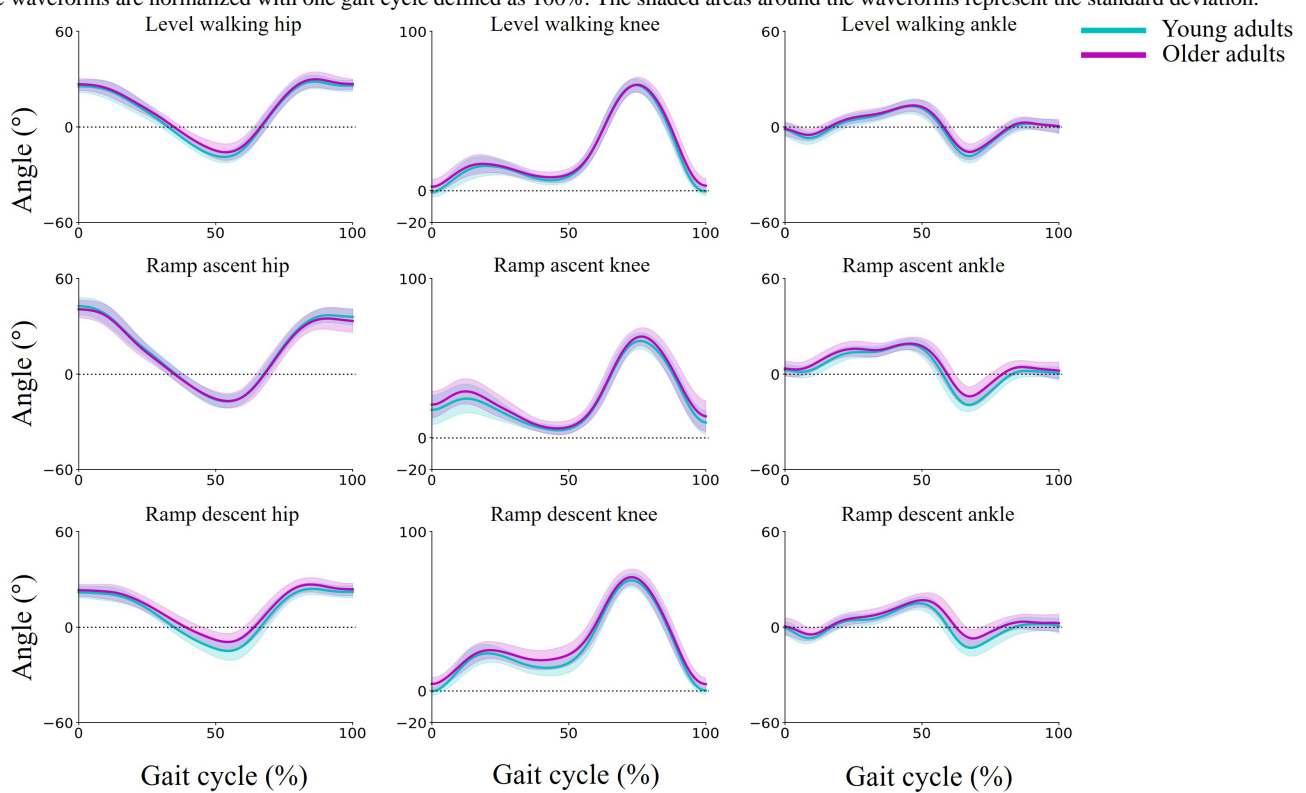 waveforms are normalized with one gait cycle defined as 100%. The shaded areas around the waveforms represent the standard deviation.
Level walking hip Level walking knee Level walking ankle
Young adults
Older adults
60 100 60
Angle (°)
0 0 0
−60 −20 −60
0 50 100 0 50 100 0 50 100
Ramp ascent hip Ramp ascent knee Ramp ascent ankle
60 100 60
Angle (°)
0 0 0
−60 −20 −60
0 50 100 0 50 100 0 50 100
Ramp descent hip Ramp descent knee Ramp descent ankle
60 100 60
Angle (°)
0 0 0
−60 −20 −60
0 50 100 0 50 100 0 50 100
Gait cycle (%) Gait cycle (%) Gait cycle (%)